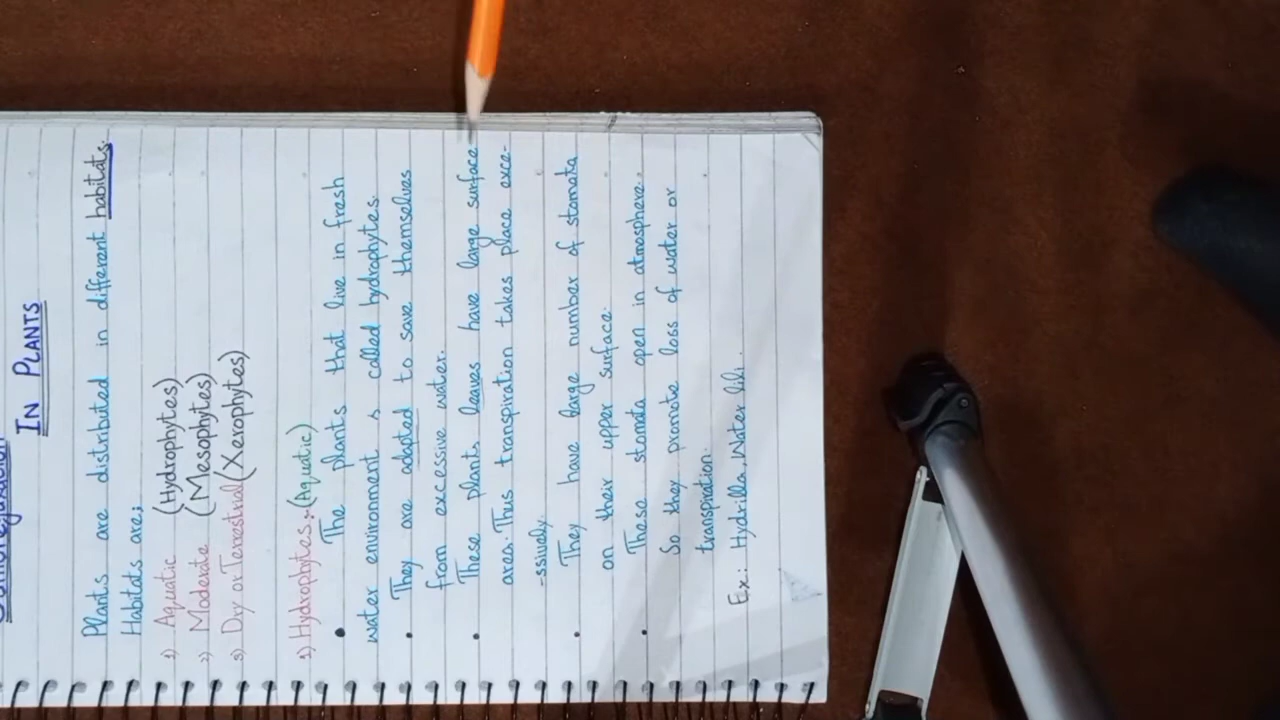 IN PLANTS
Plants are distributed in different habitats.
Habitats are;
1) Aquatic (Hydrophytes)
2) Moderate (Mesophytes)
3) Dry or Terrestrial (Xerophytes)
1) Hydrophytes:- (Aquatic)
• The plants that live in fresh
water environment, called hydrophytes.
• They are adapted to save themselves
from excessive water.
• These plants leaves have large surface
area. Thus transpiration takes place exce-
-ssively.
• They have large number of stomata
on their upper surface.
• These stomata open in atmosphere.
So they promate loss of water or
transpiration.
Ex: Hydrilla, Water lili.